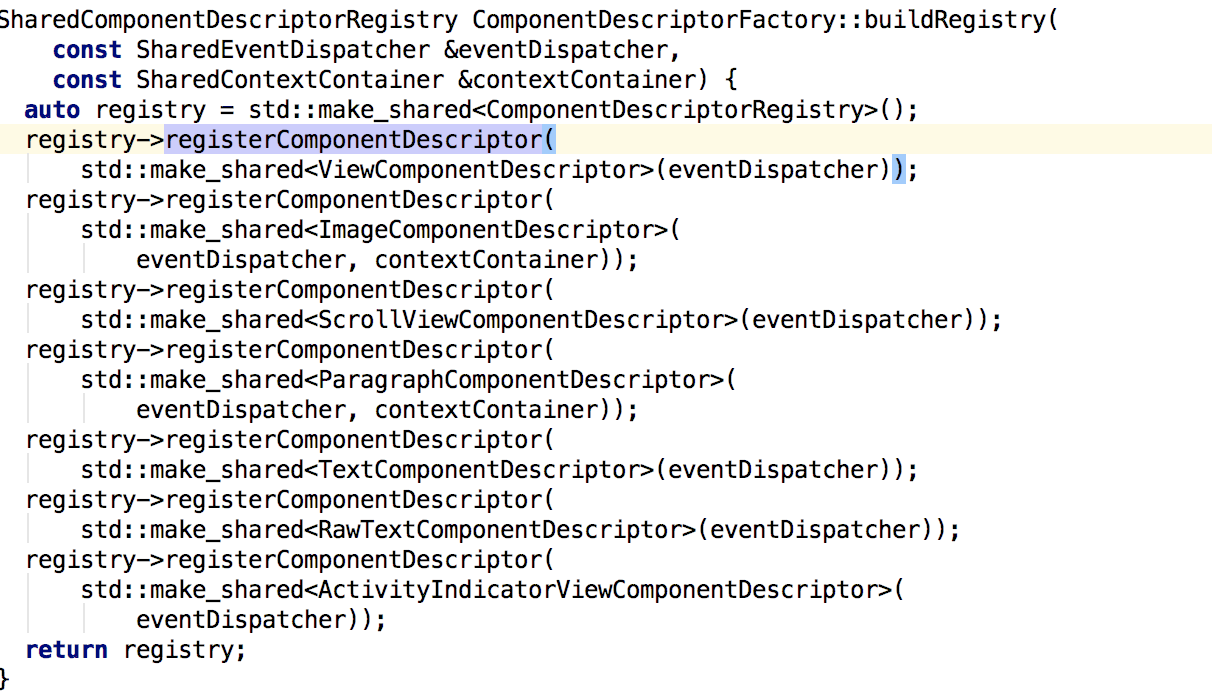 SharedComponentDescriptorRegistry ComponentDescriptorFactory::buildRegistry(
    const SharedEventDispatcher &eventDispatcher,
    const SharedContextContainer &contextContainer) {
  auto registry = std::make_shared<ComponentDescriptorRegistry>();
  registry->registerComponentDescriptor(
      std::make_shared<ViewComponentDescriptor>(eventDispatcher));
  registry->registerComponentDescriptor(
      std::make_shared<ImageComponentDescriptor>(
          eventDispatcher, contextContainer));
  registry->registerComponentDescriptor(
      std::make_shared<ScrollViewComponentDescriptor>(eventDispatcher));
  registry->registerComponentDescriptor(
      std::make_shared<ParagraphComponentDescriptor>(
          eventDispatcher, contextContainer));
  registry->registerComponentDescriptor(
      std::make_shared<TextComponentDescriptor>(eventDispatcher));
  registry->registerComponentDescriptor(
      std::make_shared<RawTextComponentDescriptor>(eventDispatcher));
  registry->registerComponentDescriptor(
      std::make_shared<ActivityIndicatorViewComponentDescriptor>(
          eventDispatcher));
  return registry;
}